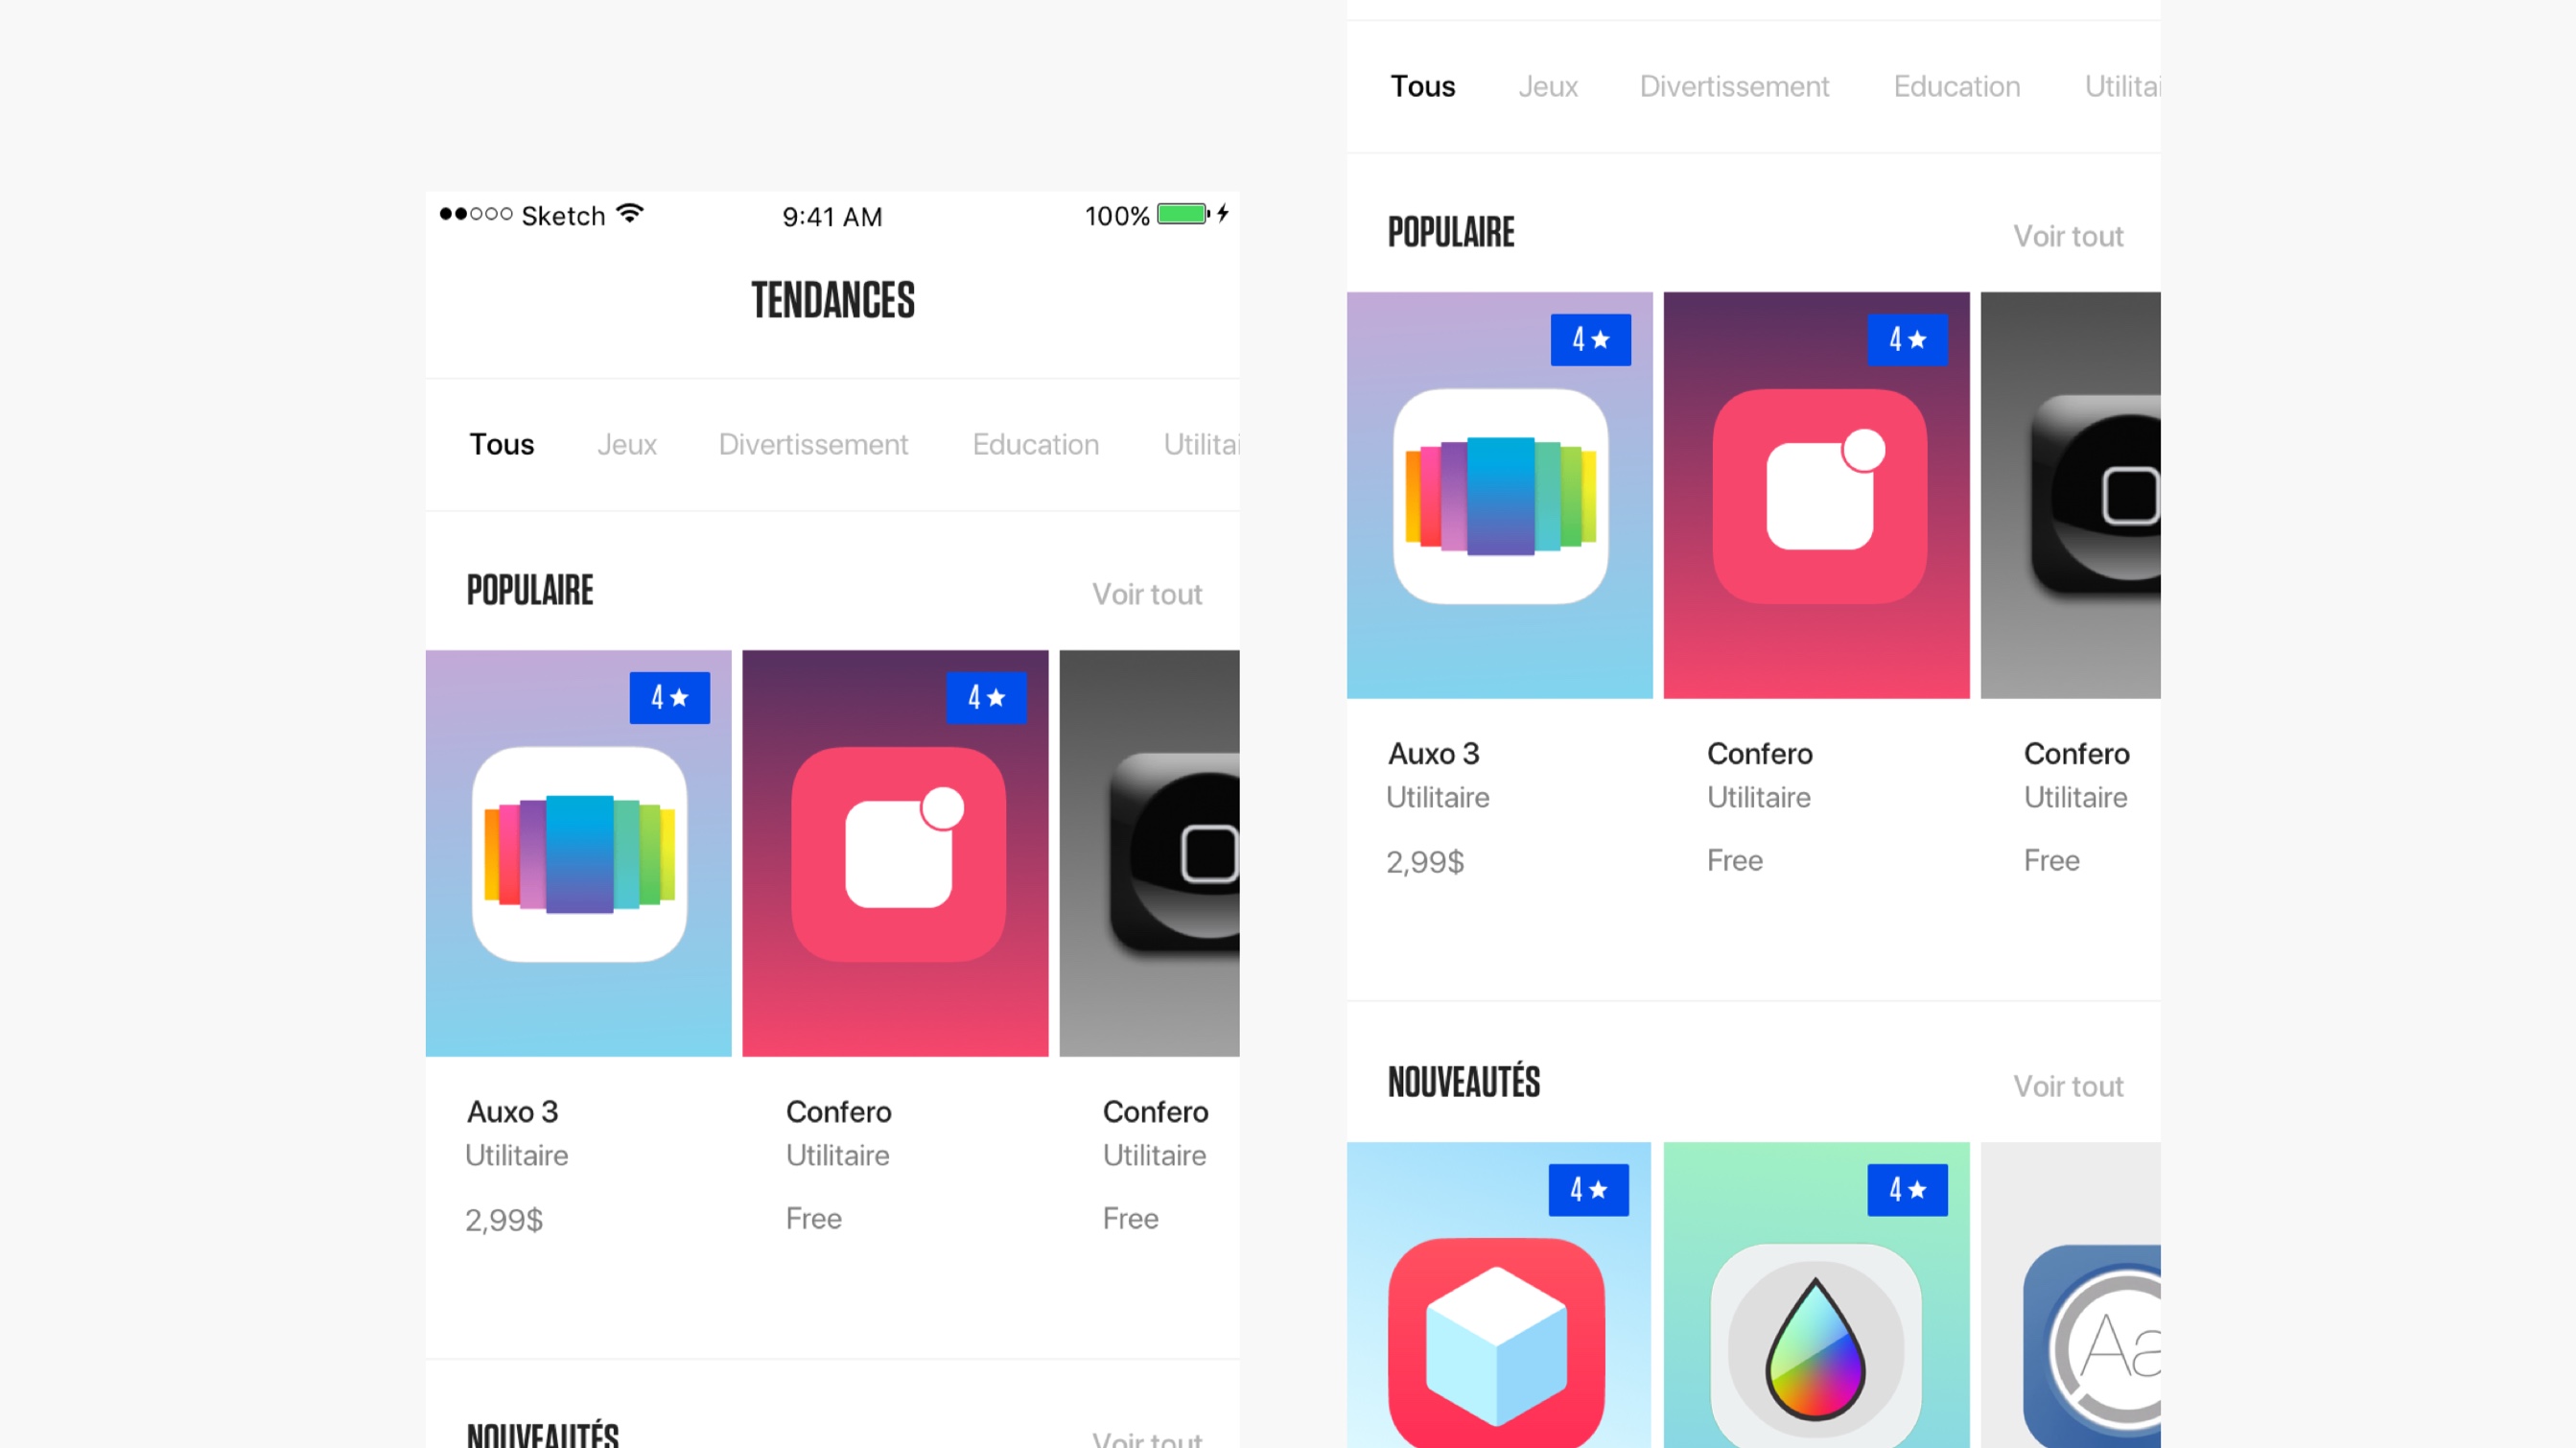 Sketch 9:41 AM 100%
TENDANCES
Tous Jeux Divertissement Education Utilitai
POPULAIRE Voir tout
4★ 4★
Auxo 3 Confero Confero
Utilitaire Utilitaire Utilitaire
2,99$ Free Free
NOUVEAUTÉS Voir tout
Tous Jeux Divertissement Education Utilitai
POPULAIRE Voir tout
4★ 4★
Auxo 3 Confero Confero
Utilitaire Utilitaire Utilitaire
2,99$ Free Free
NOUVEAUTÉS Voir tout
4★ 4★
Aa